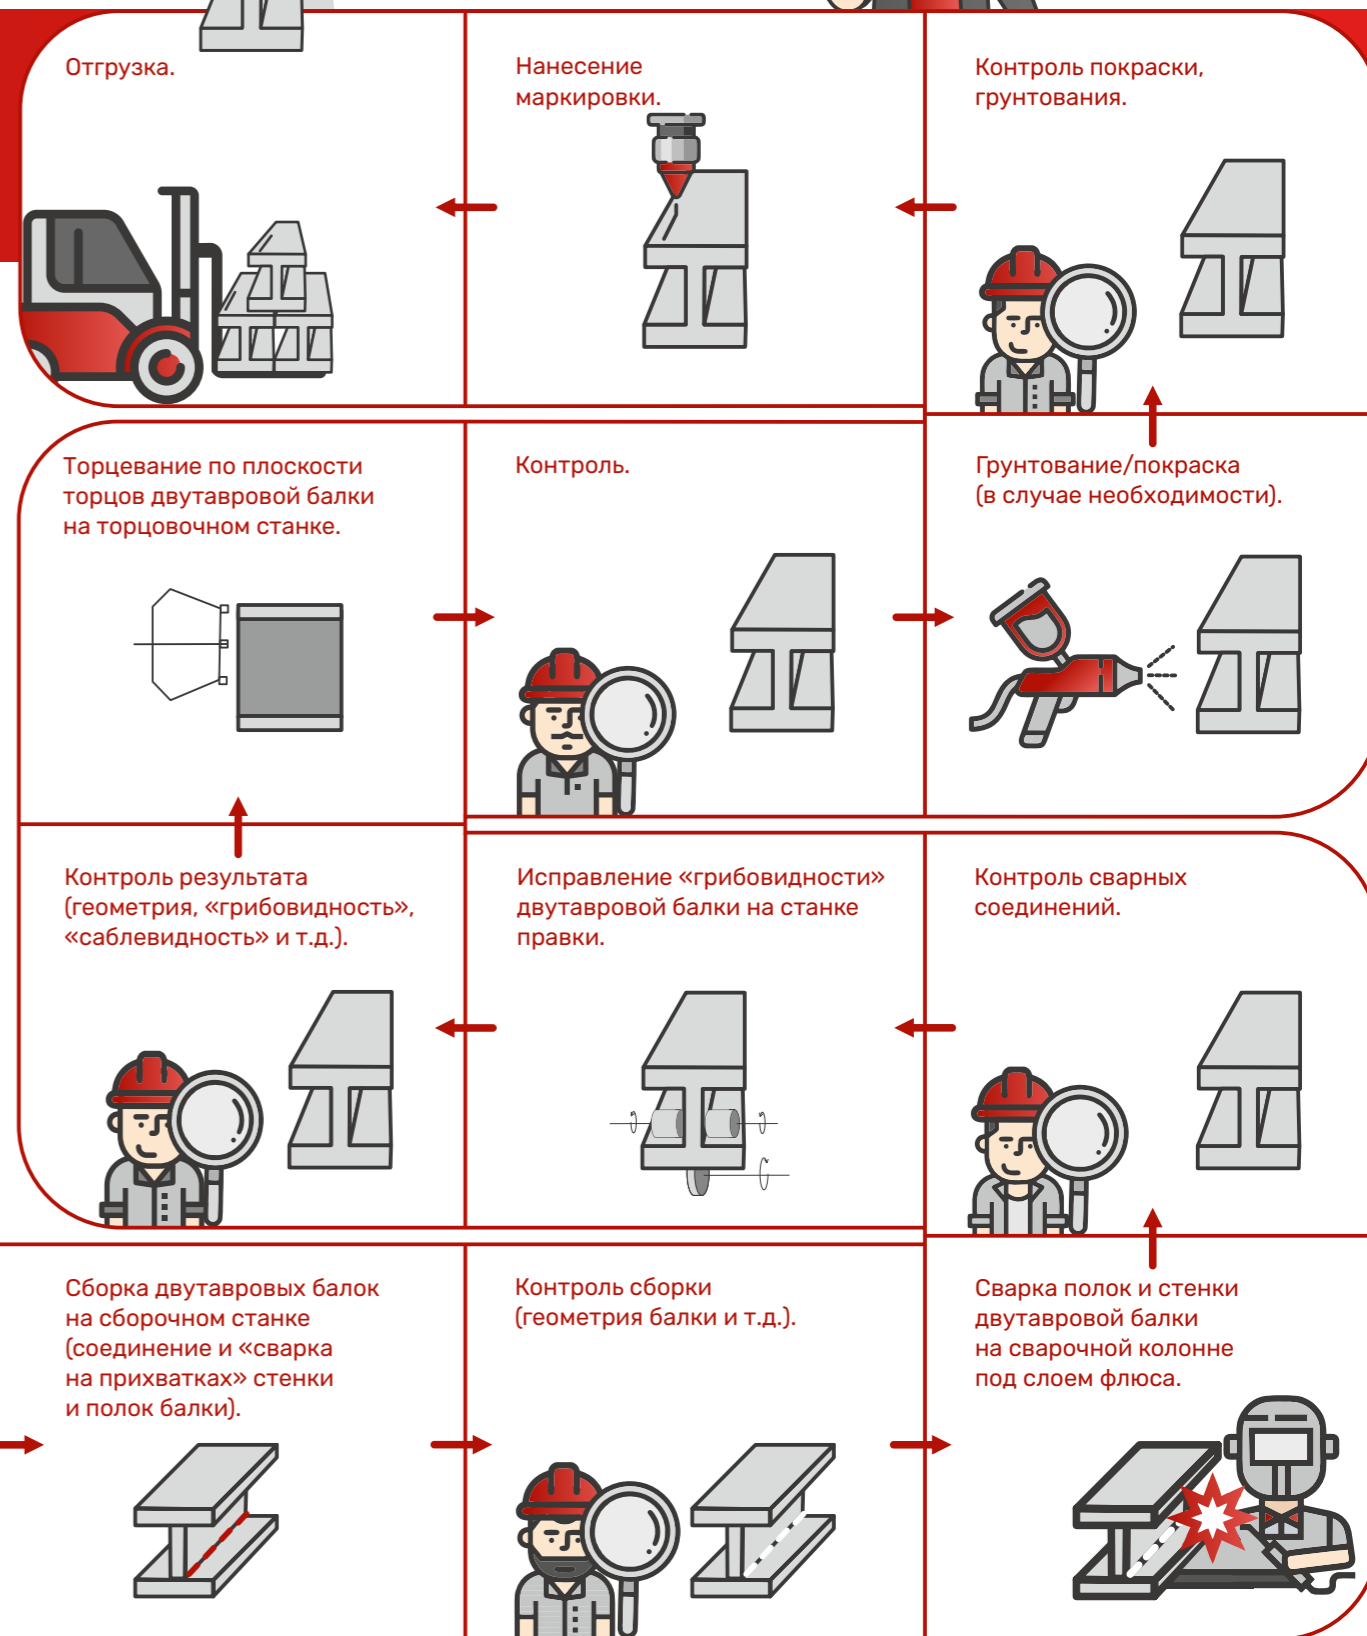 Отгрузка.
Нанесение
маркировки.
Контроль покраски,
грунтования.
Торцевание по плоскости
торцов двутавровой балки
на торцовочном станке.
Контроль.
Грунтование/покраска
(в случае необходимости).
Контроль результата
(геометрия, «грибовидность»,
«саблевидность» и т.д.).
Исправление «грибовидности»
двутавровой балки на станке
правки.
Контроль сварных
соединений.
Сборка двутавровых балок
на сборочном станке
(соединение и «сварка
на прихватках» стенки
и полок балки).
Контроль сборки
(геометрия балки и т.д.).
Сварка полок и стенки
двутавровой балки
на сварочной колонне
под слоем флюса.